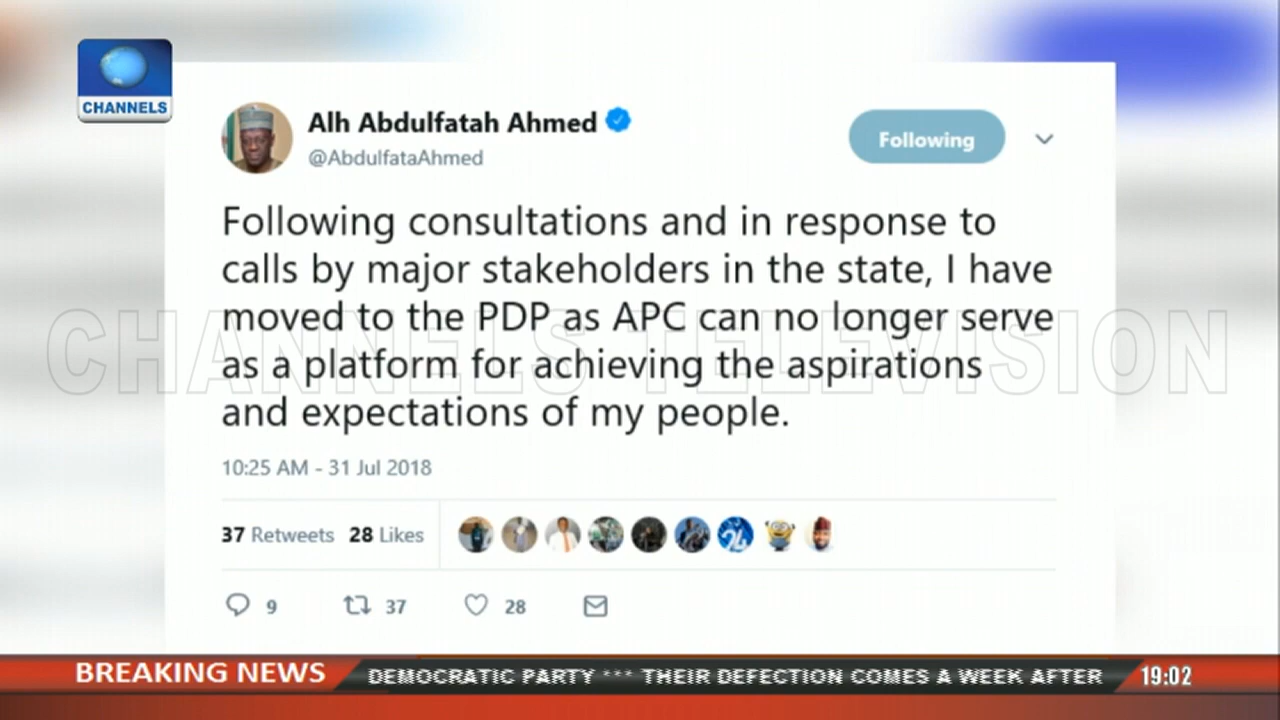 CHANNELS
Alh Abdulfatah Ahmed
@AbdulfataAhmed
Following
Following consultations and in response to
calls by major stakeholders in the state, I have
moved to the PDP as APC can no longer serve
as a platform for achieving the aspirations
and expectations of my people.
CHANNELS TELEVISION
10:25 AM - 31 Jul 2018
37 Retweets 28 Likes
24
9 37 28
BREAKING NEWS DEMOCRATIC PARTY *** THEIR DEFECTION COMES A WEEK AFTER 19:02